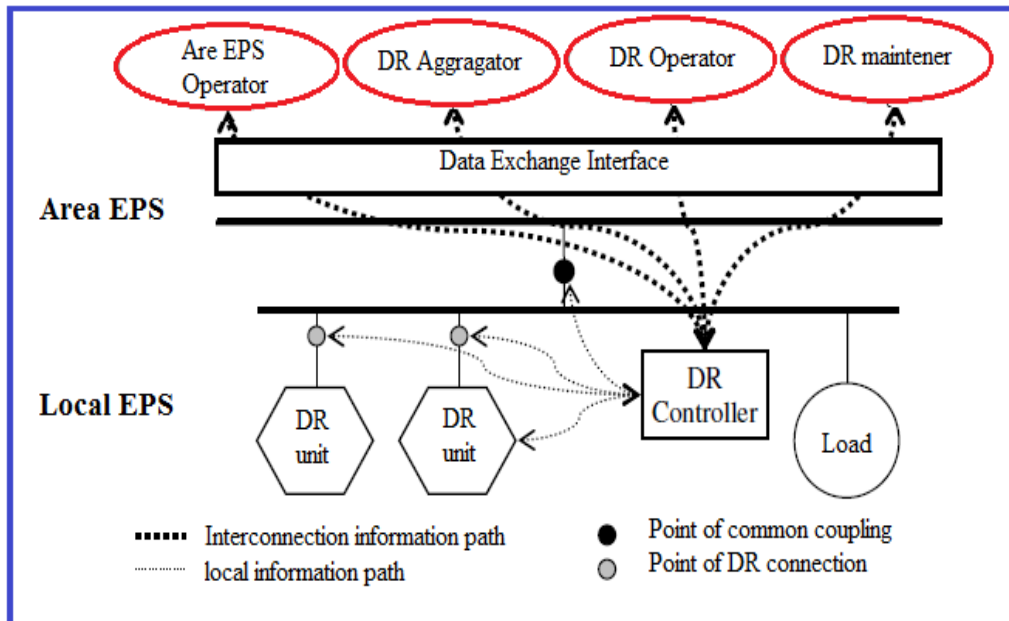 Are EPS
Operator
DR Aggragator
DR Operator
DR maintener
Data Exchange Interface
Area EPS
Local EPS
DR
unit
DR
unit
DR
Controller
Load
Interconnection information path
local information path
Point of common coupling
Point of DR connection